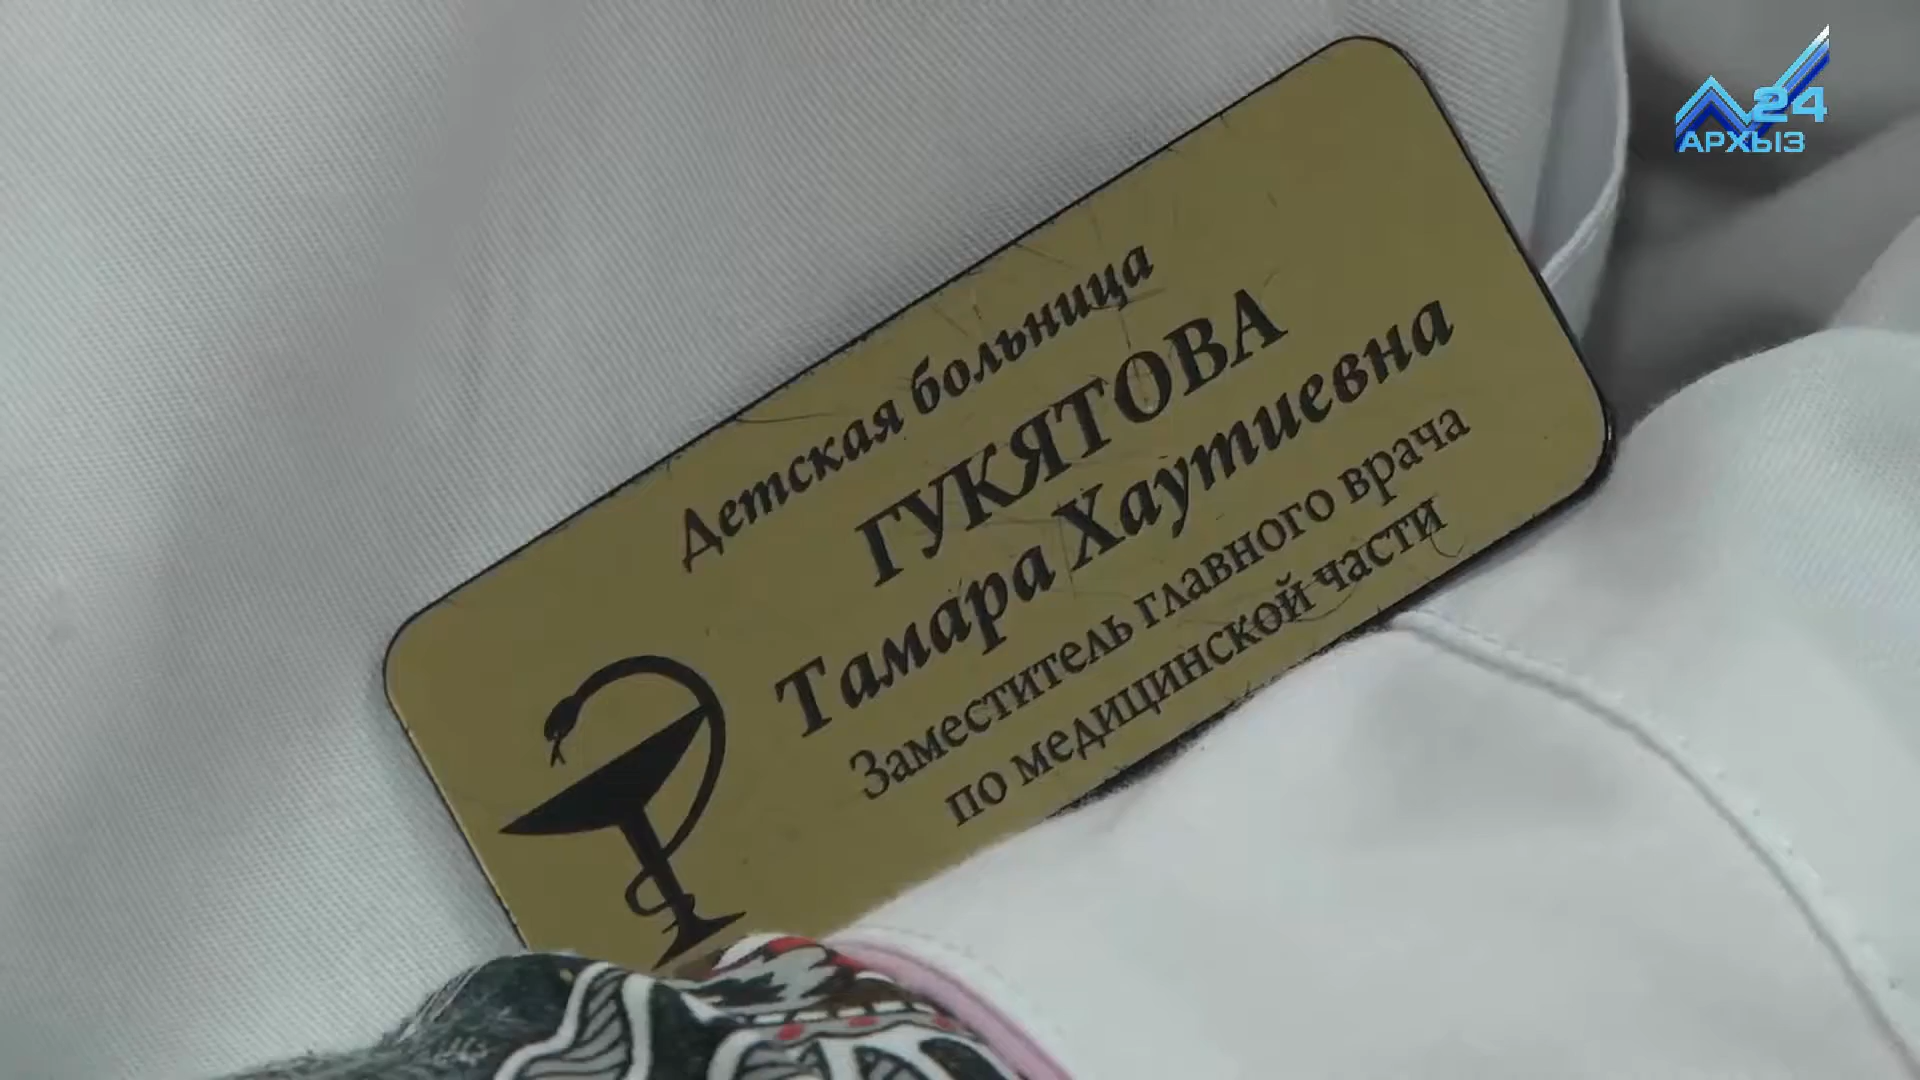 24
АРХЫЗ
Детская больница
ГУКЯТОВА
Тамара Хаутиевна
Заместитель главного врача
по медицинской части